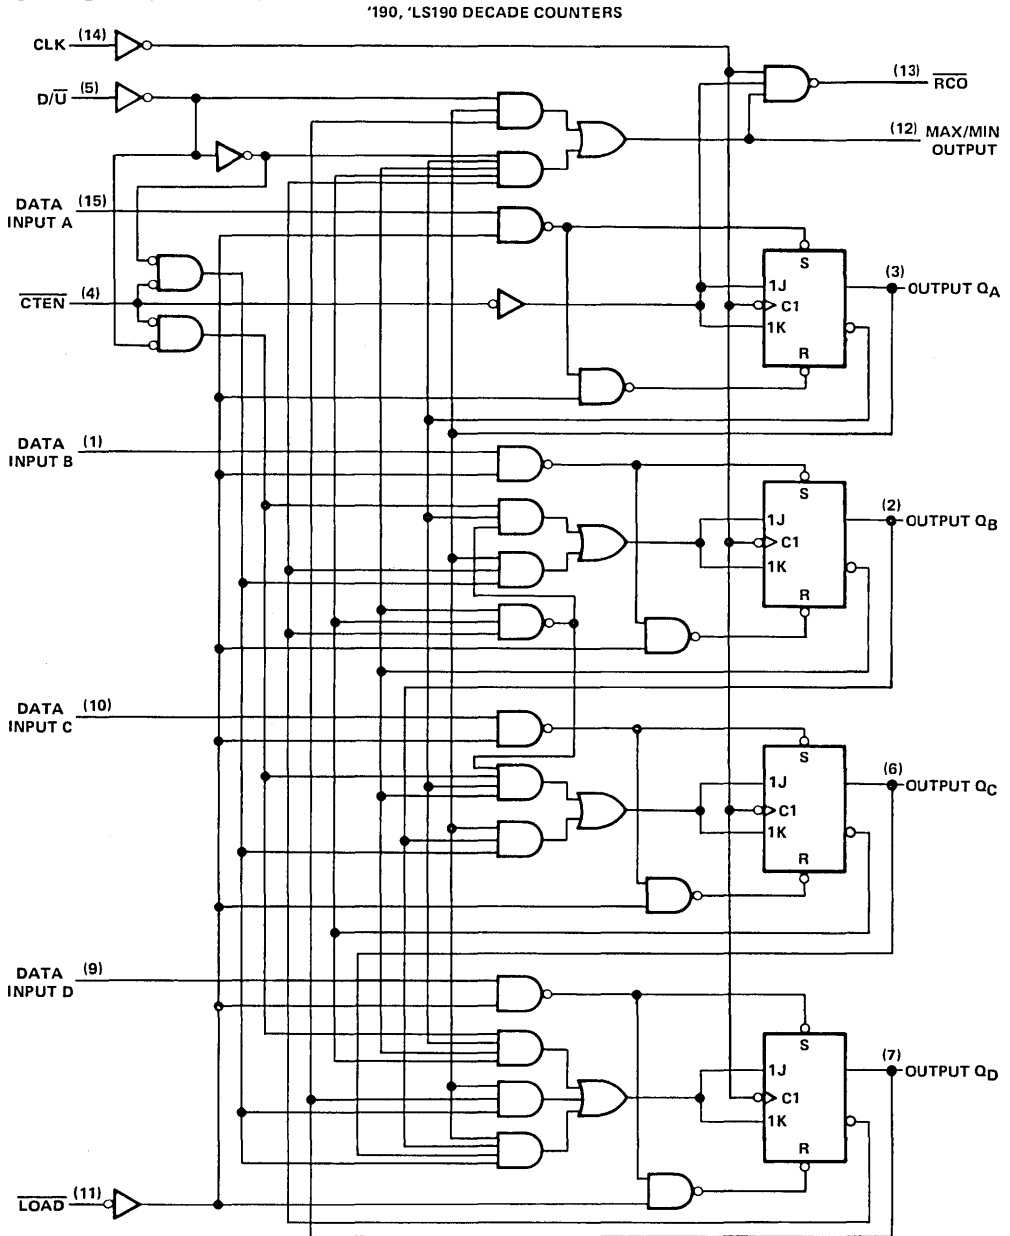 '190, 'LS190 DECADE COUNTERS
CLK (14)
(13) RCO
D/U (5)
(12) MAX/MIN
OUTPUT
DATA
INPUT A (15)
S
1J
C1
1K
R
(3) OUTPUT QA
CTEN (4)
DATA
INPUT B (1)
S
1J
C1
1K
R
(2) OUTPUT QB
DATA
INPUT C (10)
S
1J
C1
1K
R
(6) OUTPUT QC
DATA
INPUT D (9)
S
1J
C1
1K
R
(7) OUTPUT QD
LOAD (11)